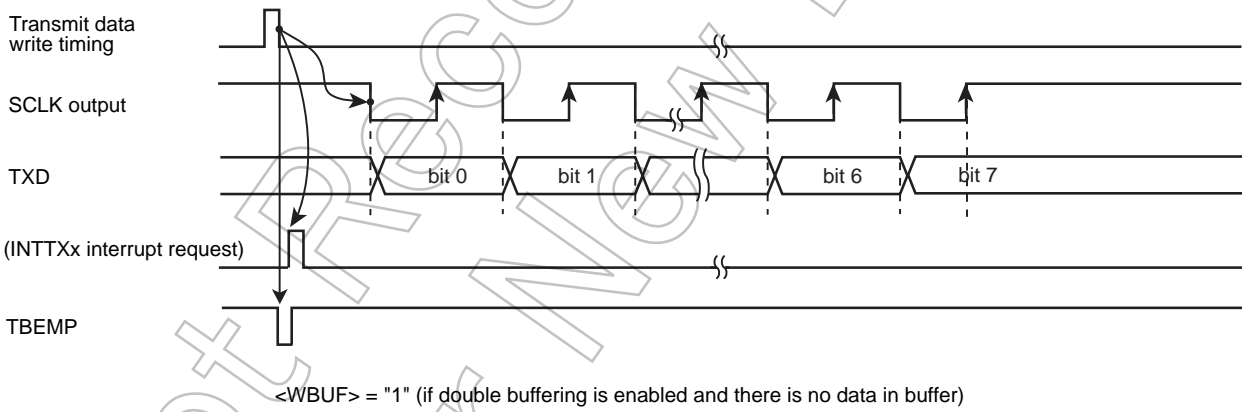 Transmit data
write timing
SCLK output
TXD
bit 0
bit 1
bit 6
bit 7
(INTTXx interrupt request)
TBEMP
<WBUF> = "1" (if double buffering is enabled and there is no data in buffer)